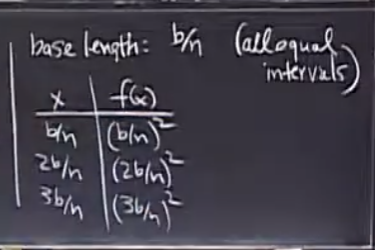 base length: b/n (all equal
intervals)
x f(x)
b/n (b/n)²
2b/n (2b/n)²
3b/n (3b/n)²